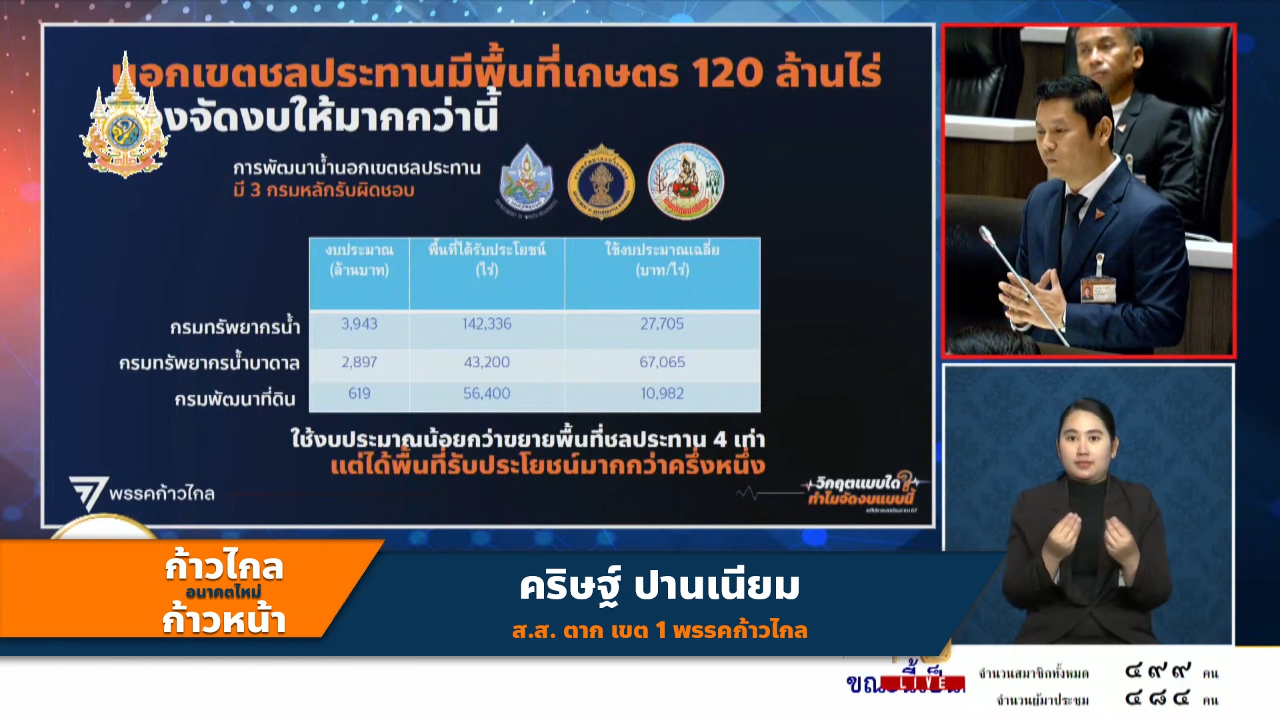 นอกเขตชลประทานมีพื้นที่เกษตร 120 ล้านไร่
จัดงบให้มากกว่านี้
การพัฒนาน้ำนอกเขตชลประทาน
มี 3 กรมหลักรับผิดชอบ
งบประมาณ (ล้านบาท) พื้นที่ได้รับประโยชน์ (ไร่) ใช้งบประมาณเฉลี่ย (บาท/ไร่)
กรมทรัพยากรน้ำ 3,943 142,336 27,705
กรมทรัพยากรน้ำบาดาล 2,897 43,200 67,065
กรมพัฒนาที่ดิน 619 56,400 10,982
ใช้งบประมาณน้อยกว่าขยายพื้นที่ชลประทาน 4 เท่า
แต่ได้พื้นที่รับประโยชน์มากกว่าครึ่งหนึ่ง
พรรคก้าวไกล
วิกฤตแบบใด?
ทำไมจัดงบแบบนี้
ก้าวไกล
อนาคตใหม่
ก้าวหน้า
คริษฐ์ ปานเนียม
ส.ส. ตาก เขต 1 พรรคก้าวไกล
LIVE
จำนวนสมาชิกทั้งหมด ๔๙๙ คน
จำนวนผู้มาประชุม ๔๘๔ คน